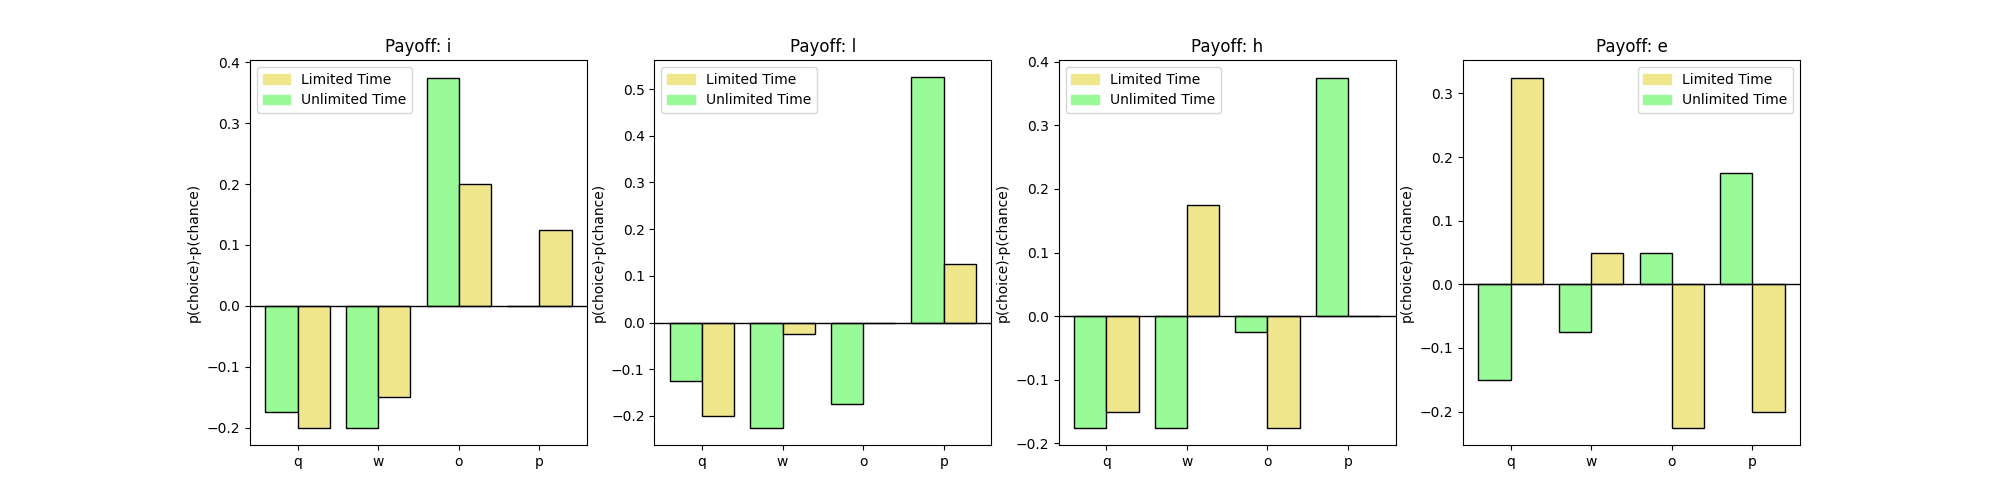 Payoff: i
p(choice)-p(chance)
0.4
0.3
0.2
0.1
0.0
−0.1
−0.2
Limited Time
Unlimited Time
q w o p
Payoff: l
p(choice)-p(chance)
0.5
0.4
0.3
0.2
0.1
0.0
−0.1
−0.2
Limited Time
Unlimited Time
q w o p
Payoff: h
p(choice)-p(chance)
0.4
0.3
0.2
0.1
0.0
−0.1
−0.2
Limited Time
Unlimited Time
q w o p
Payoff: e
p(choice)-p(chance)
0.3
0.2
0.1
0.0
−0.1
−0.2
Limited Time
Unlimited Time
q w o p